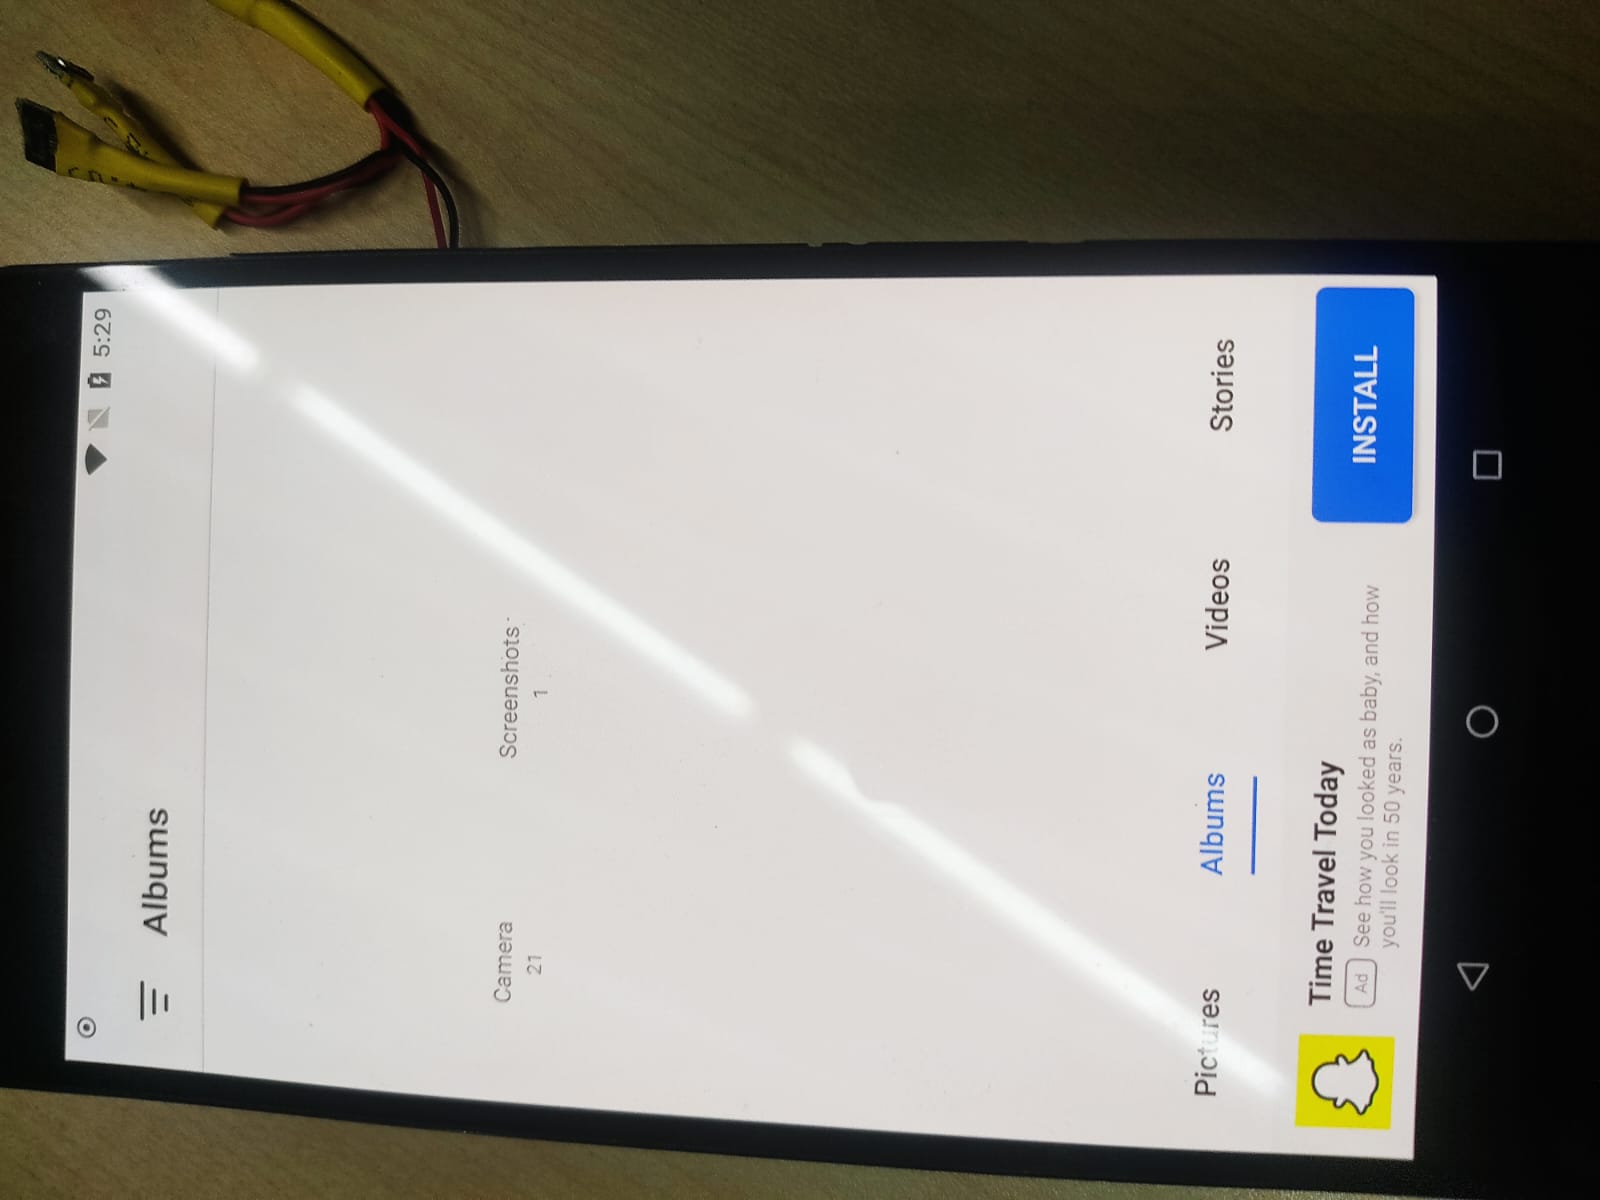 5:29
Albums
Camera
21
Screenshots
1
Pictures
Albums
Videos
Stories
Time Travel Today
Ad
See how you looked as baby, and how
you'll look in 50 years.
INSTALL